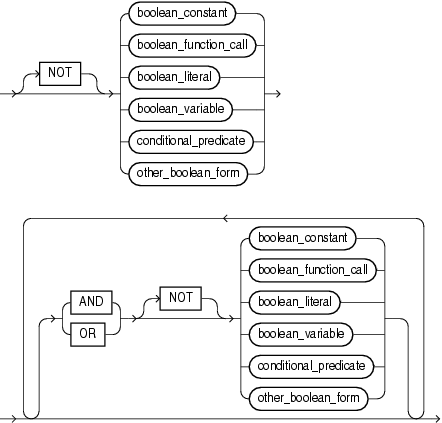 boolean_constant
NOT
boolean_function_call
boolean_literal
boolean_variable
conditional_predicate
other_boolean_form
boolean_constant
boolean_function_call
AND
NOT
boolean_literal
OR
boolean_variable
conditional_predicate
other_boolean_form